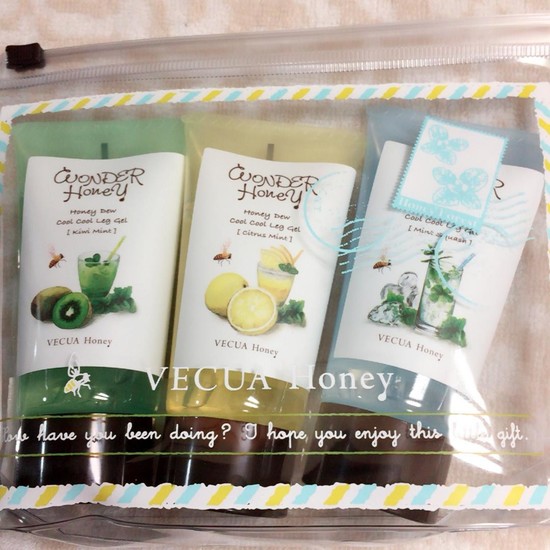 WONDER
Honey
Honey Dew
Cool Cool Leg Gel
[ Kiwi Mint ]
VECUA Honey
WONDER
Honey
Honey Dew
Cool Cool Leg Gel
[ Citrus Mint ]
VECUA Honey
Cool Cool Leg Gel
[ Mint
VECUA Honey
VECUA Honey
have you been doing? I hope you enjoy this gift.